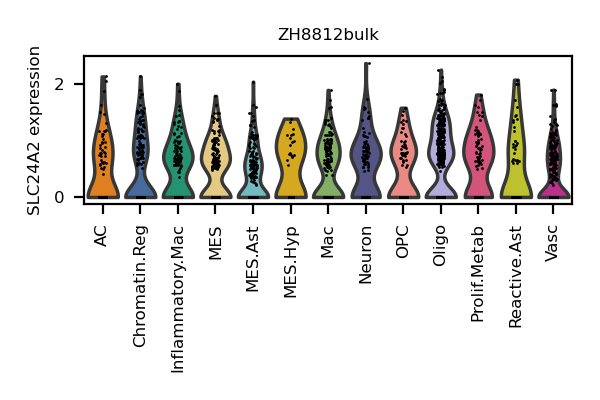 ZH8812bulk
SLC24A2 expression
2
0
AC
Chromatin.Reg
Inflammatory.Mac
MES
MES.Ast
MES.Hyp
Mac
Neuron
OPC
Oligo
Prolif.Metab
Reactive.Ast
Vasc